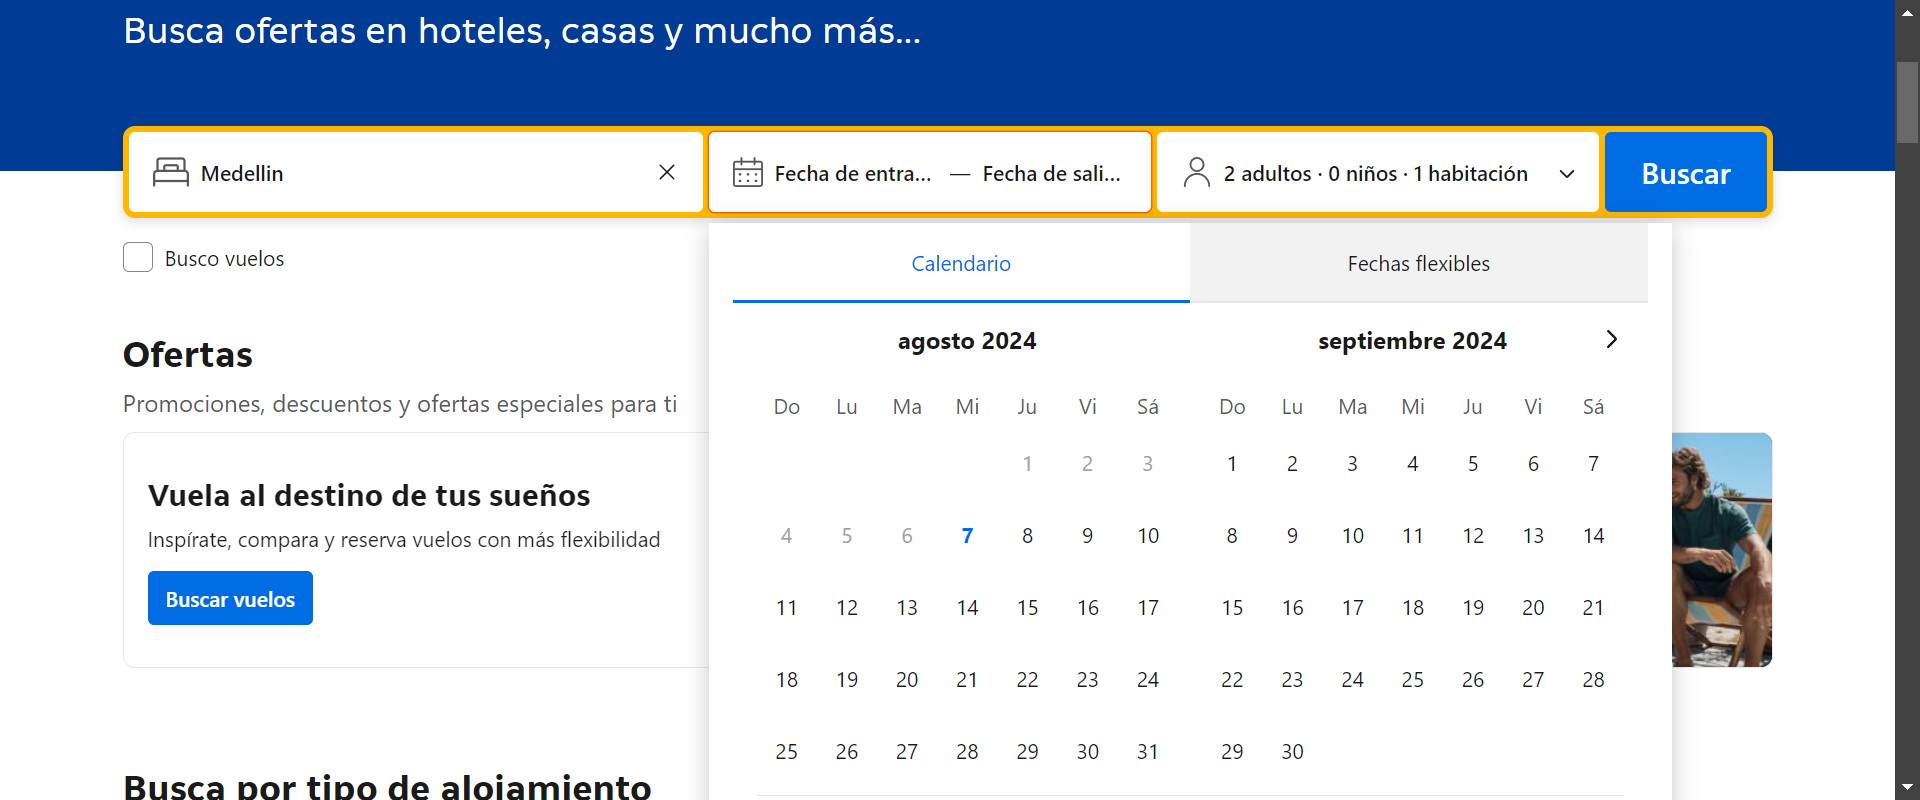 Busca ofertas en hoteles, casas y mucho más...
Medellin
Fecha de entra... — Fecha de sali...
2 adultos · 0 niños · 1 habitación
Buscar
Busco vuelos
Calendario
Fechas flexibles
Ofertas
Promociones, descuentos y ofertas especiales para ti
Vuela al destino de tus sueños
Inspírate, compara y reserva vuelos con más flexibilidad
Buscar vuelos
agosto 2024
Do Lu Ma Mi Ju Vi Sá
1 2 3
4 5 6 7 8 9 10
11 12 13 14 15 16 17
18 19 20 21 22 23 24
25 26 27 28 29 30 31
septiembre 2024
Do Lu Ma Mi Ju Vi Sá
1 2 3 4 5 6 7
8 9 10 11 12 13 14
15 16 17 18 19 20 21
22 23 24 25 26 27 28
29 30
Busca por tipo de alojamiento